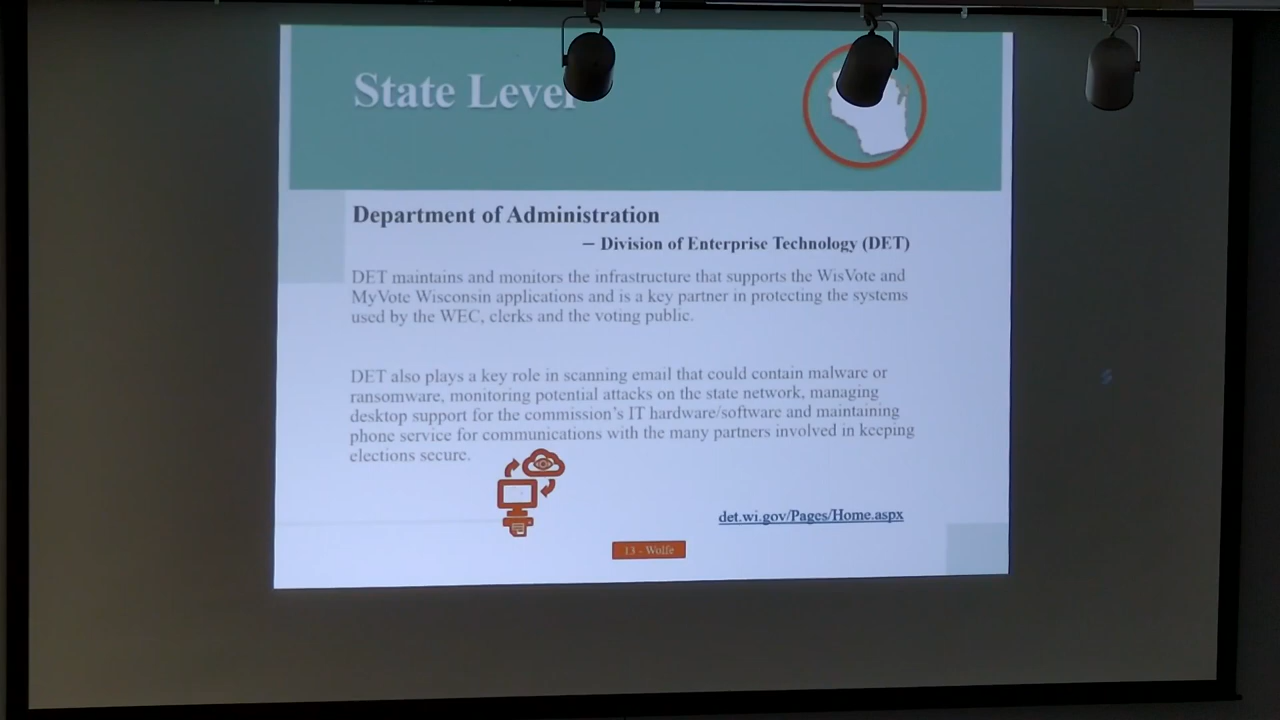 State Level
Department of Administration
– Division of Enterprise Technology (DET)
DET maintains and monitors the infrastructure that supports the WisVote and
MyVote Wisconsin applications and is a key partner in protecting the systems
used by the WEC, clerks and the voting public.
DET also plays a key role in scanning email that could contain malware or
ransomware, monitoring potential attacks on the state network, managing
desktop support for the commission's IT hardware/software and maintaining
phone service for communications with the many partners involved in keeping
elections secure.
det.wi.gov/Pages/Home.aspx
13 - Wolfe